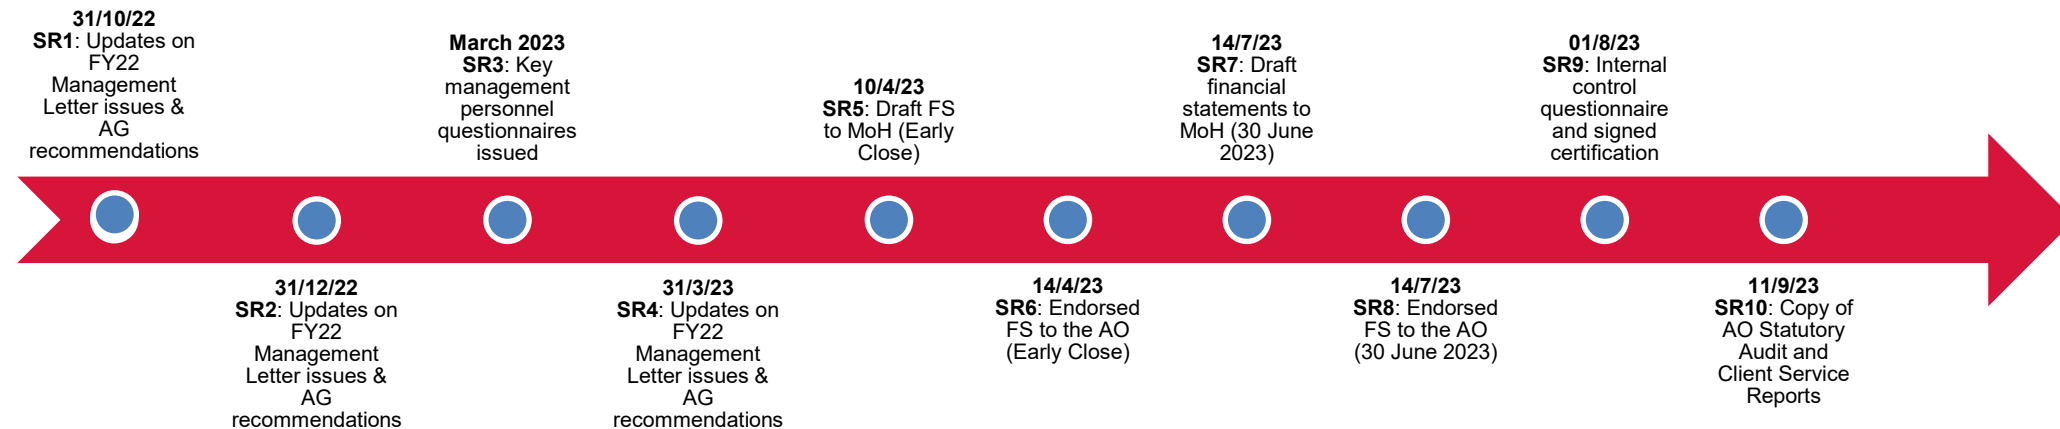 31/10/22
SR1: Updates on
FY22
Management
Letter issues &
AG
recommendations
31/12/22
SR2: Updates on
FY22
Management
Letter issues &
AG
recommendations
March 2023
SR3: Key
management
personnel
questionnaires
issued
31/3/23
SR4: Updates on
FY22
Management
Letter issues &
AG
recommendations
10/4/23
SR5: Draft FS
to MoH (Early
Close)
14/4/23
SR6: Endorsed
FS to the AO
(Early Close)
14/7/23
SR7: Draft
financial
statements to
MoH (30 June
2023)
14/7/23
SR8: Endorsed
FS to the AO
(30 June 2023)
01/8/23
SR9: Internal
control
questionnaire
and signed
certification
11/9/23
SR10: Copy of
AO Statutory
Audit and
Client Service
Reports